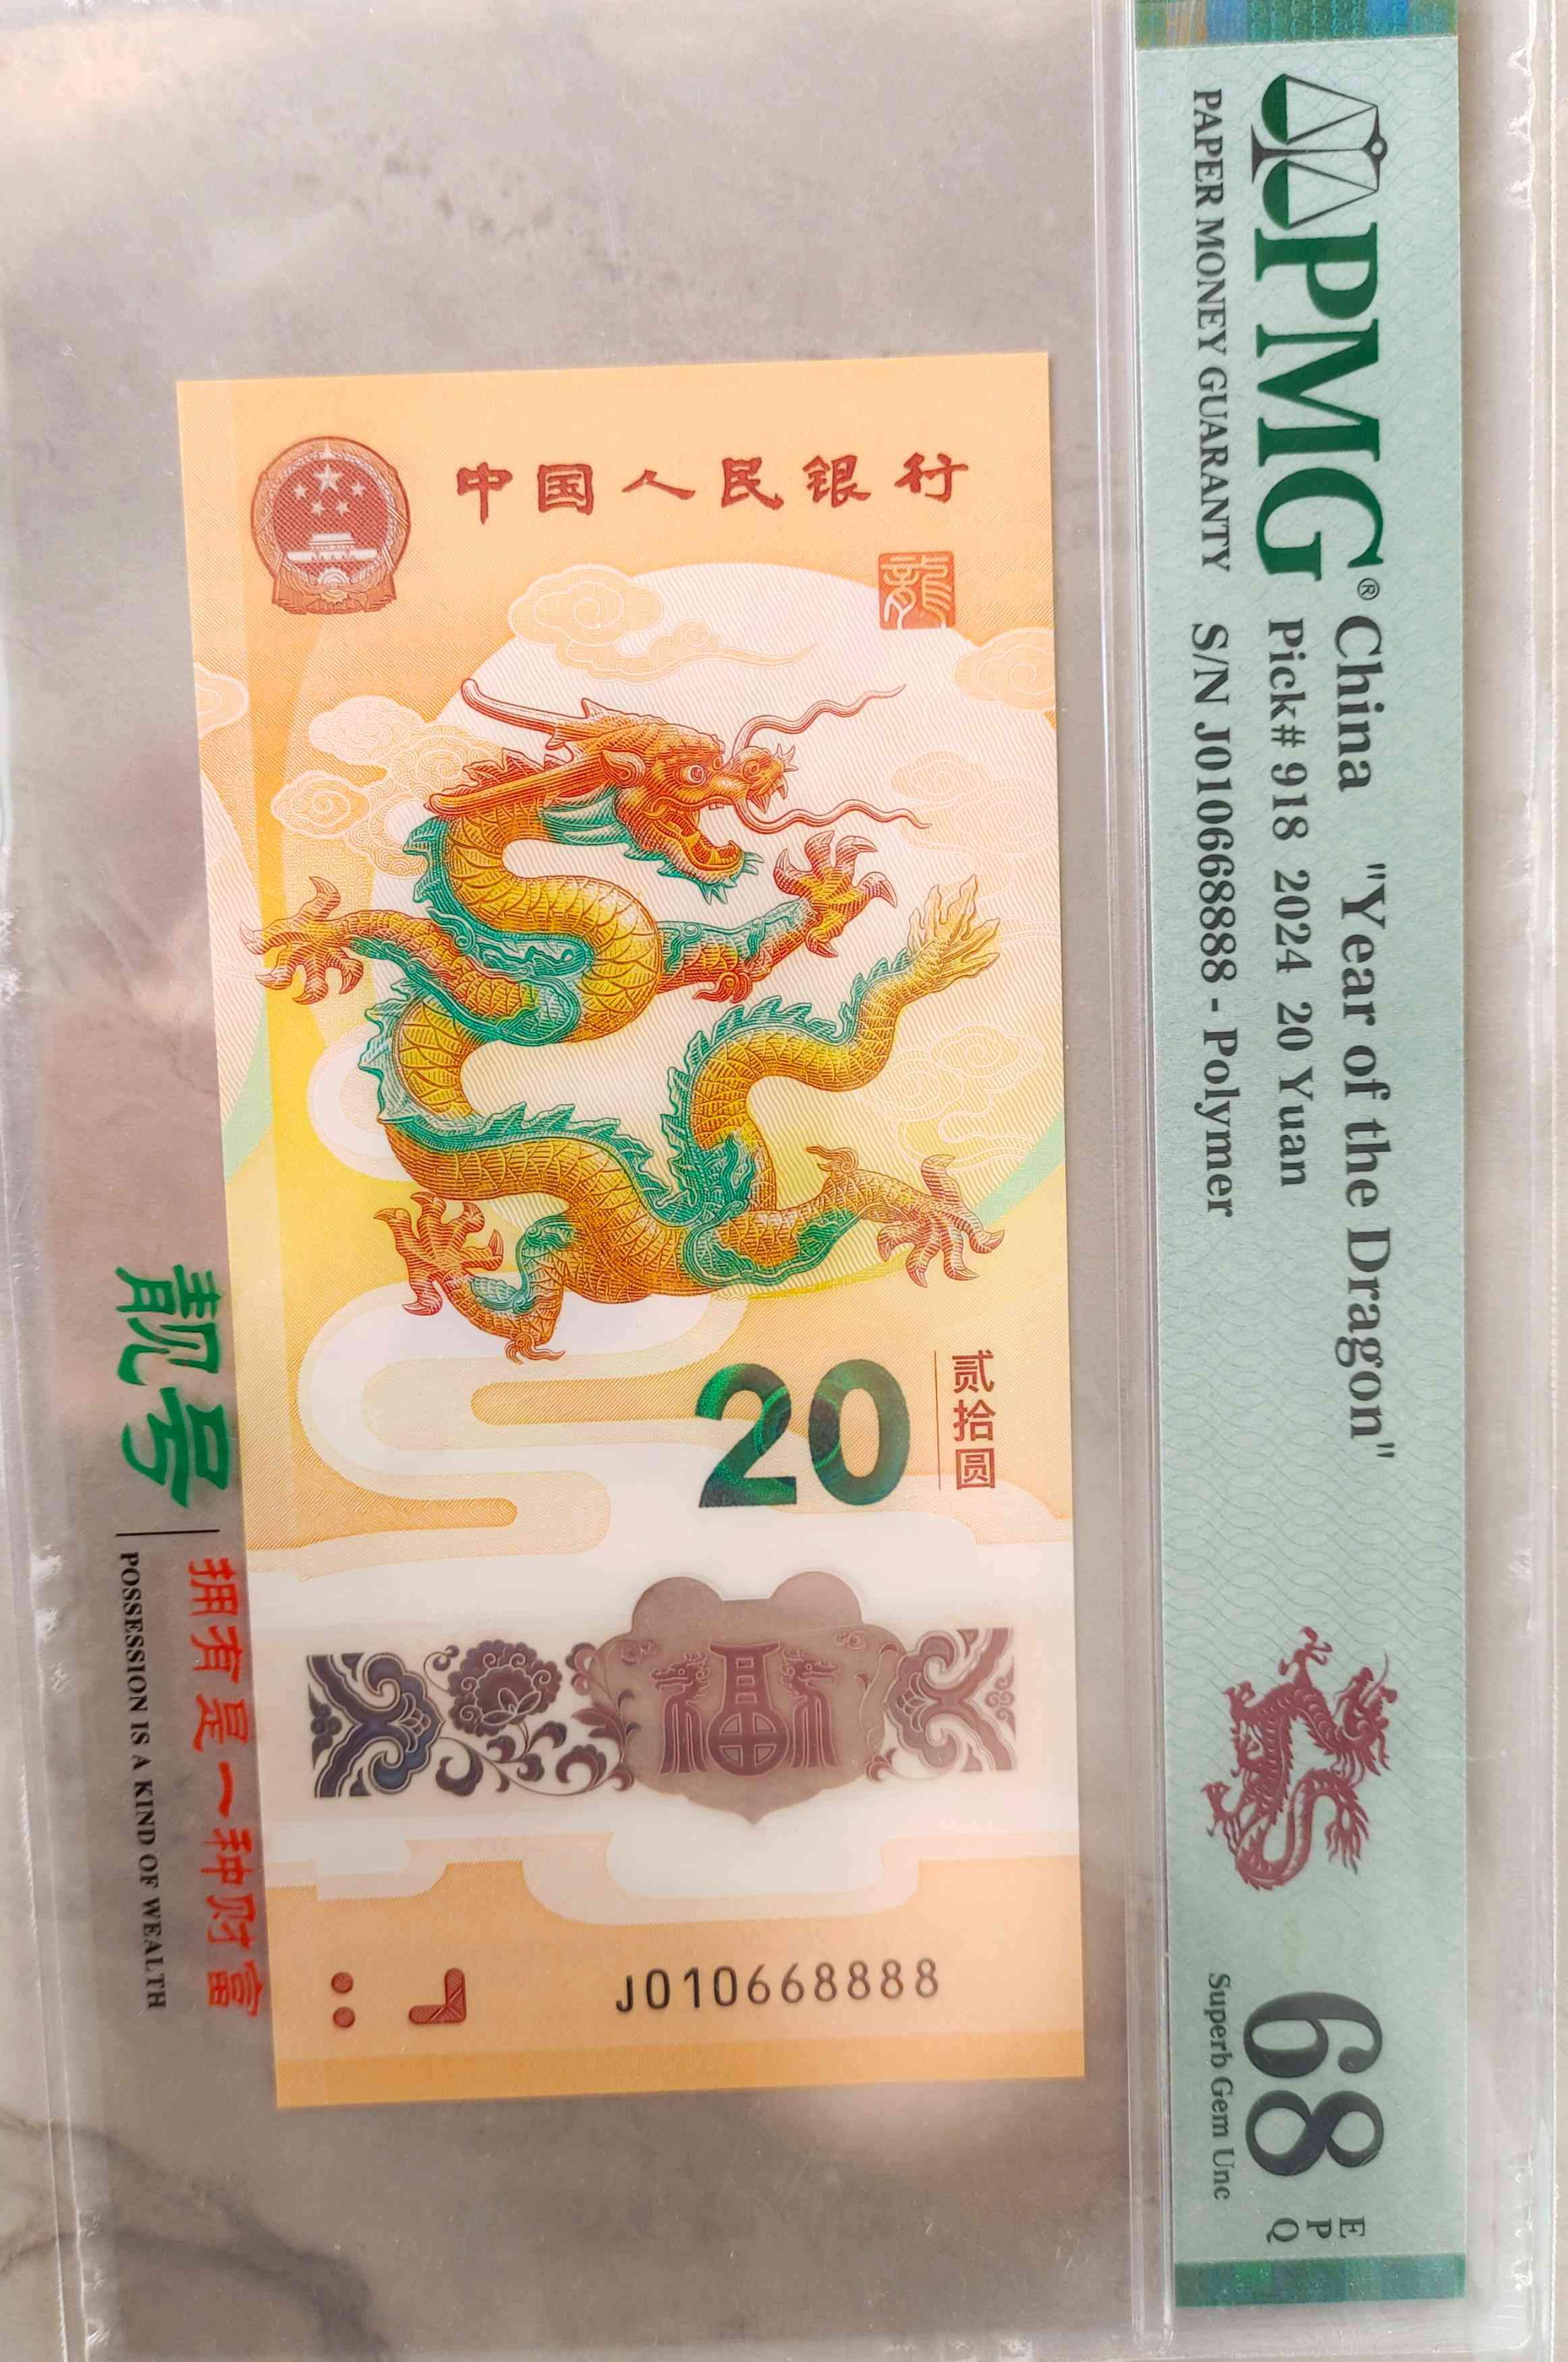 PMG®
PAPER MONEY GUARANTY
China "Year of the Dragon"
Pick# 918 2024 20 Yuan
S/N J010668888 - Polymer
68
EPQ
Superb Gem Unc
中国人民银行
龍
20
贰拾圆
福
J010668888
靓号
拥有是一种财富
POSSESSION IS A KIND OF WEALTH